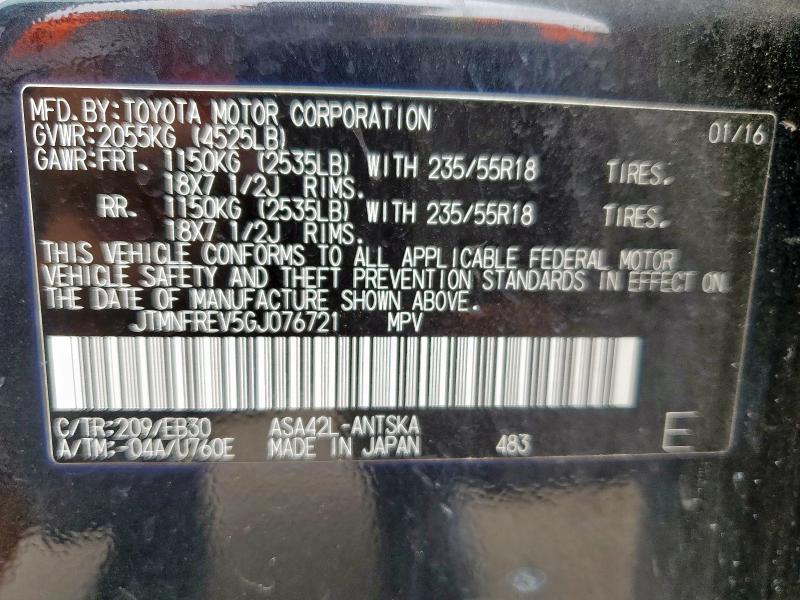 MFD.BY:TOYOTA MOTOR CORPORATION 01/16
GVWR:2055KG (4525LB)
GAWR:FRT. 1150KG (2535LB) WITH 235/55R18 TIRES.
18X7 1/2J RIMS.
RR. 1150KG (2535LB) WITH 235/55R18 TIRES.
18X7 1/2J RIMS.
THIS VEHICLE CONFORMS TO ALL APPLICABLE FEDERAL MOTOR
VEHICLE SAFETY AND THEFT PREVENTION STANDARDS IN EFFECT ON
THE DATE OF MANUFACTURE SHOWN ABOVE.
JTMNFREV5GJ076721 MPV
C/TR:209/EB30 ASA42L-ANTSKA
A/TM:-04A/U760E MADE IN JAPAN 483 E